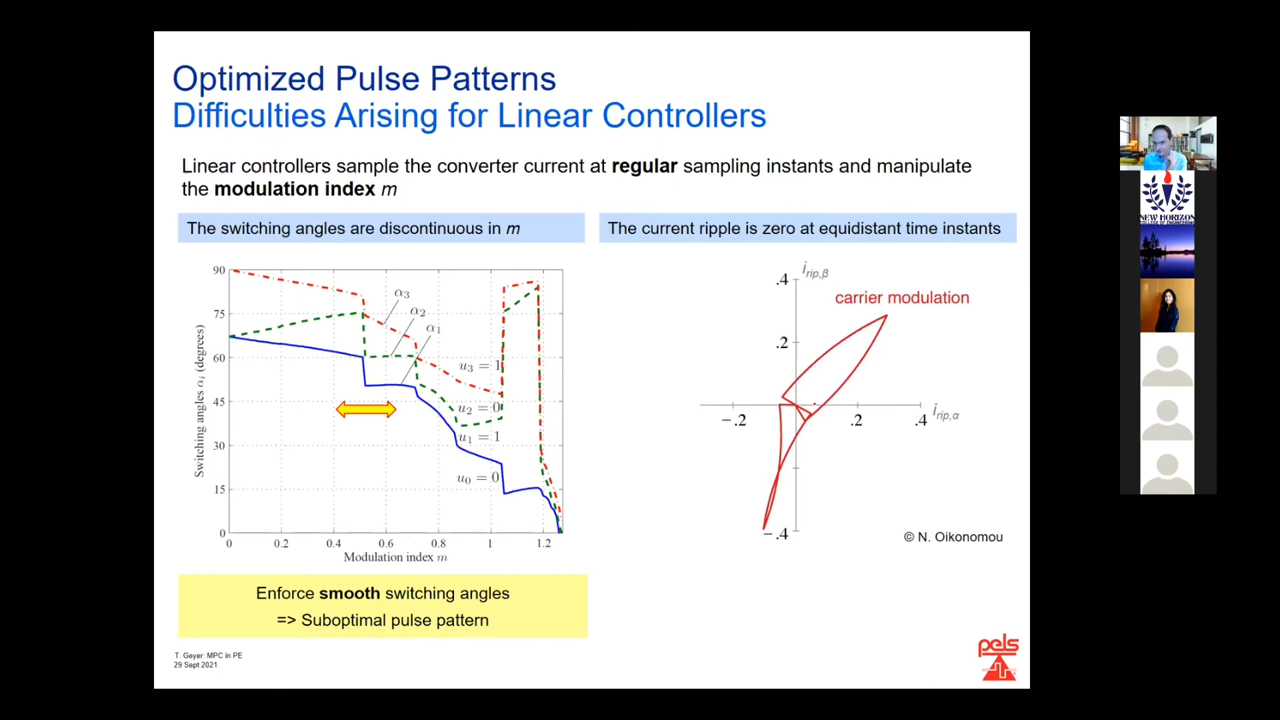 Optimized Pulse Patterns
Difficulties Arising for Linear Controllers
Linear controllers sample the converter current at regular sampling instants and manipulate
the modulation index m
The switching angles are discontinuous in m
The current ripple is zero at equidistant time instants
90
75
60
45
30
15
0
Switching angles αi (degrees)
α3
α2
α1
u3 = 1
u2 = 0
u1 = 1
u0 = 0
0 0.2 0.4 0.6 0.8 1 1.2
Modulation index m
irip,β
.4
carrier modulation
.2
−.2 .2 .4
irip,α
−.4
© N. Oikonomou
Enforce smooth switching angles
=> Suboptimal pulse pattern
T. Geyer: MPC in PE
29 Sept 2021
pels
NEW HORIZON
COLLEGE OF ENGINEERING